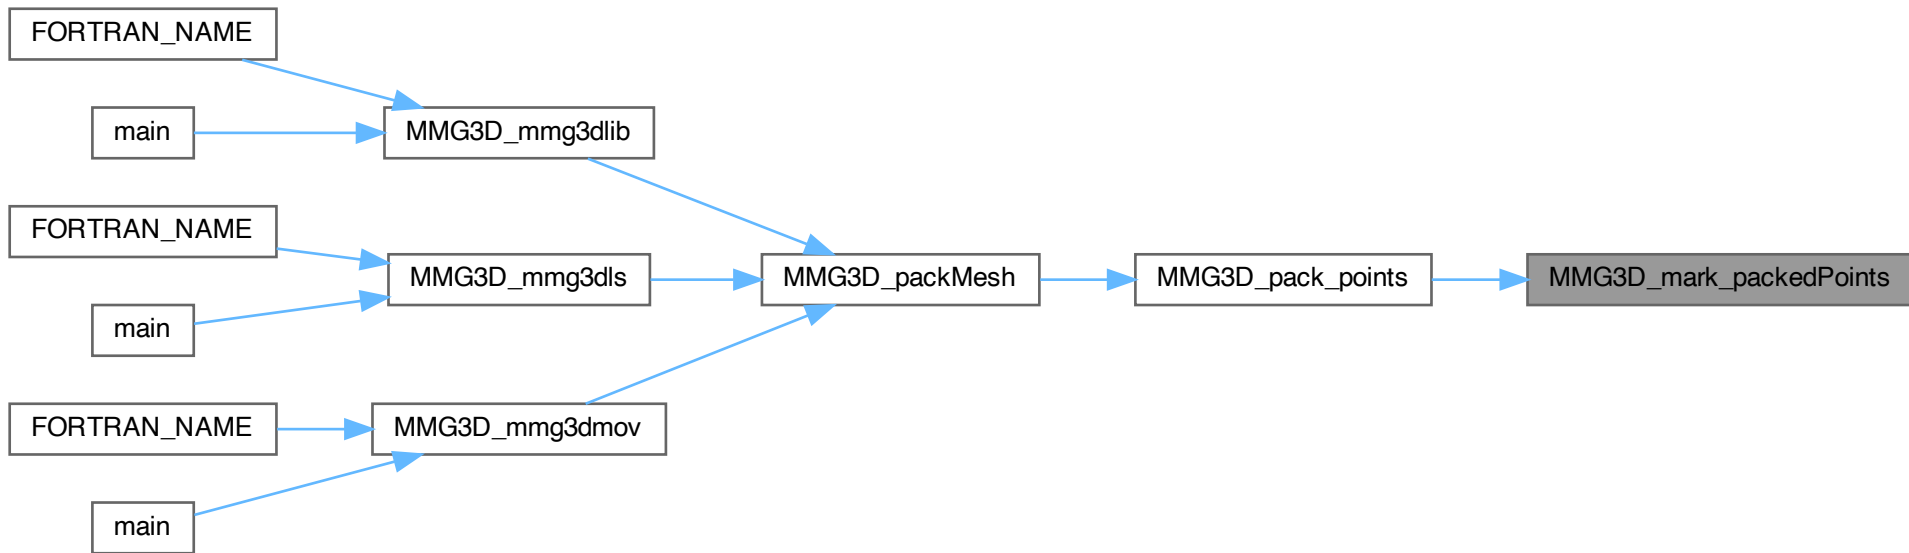 FORTRAN_NAME
main
MMG3D_mmg3dlib
FORTRAN_NAME
MMG3D_mmg3dls
MMG3D_packMesh
MMG3D_pack_points
MMG3D_mark_packedPoints
main
FORTRAN_NAME
MMG3D_mmg3dmov
main